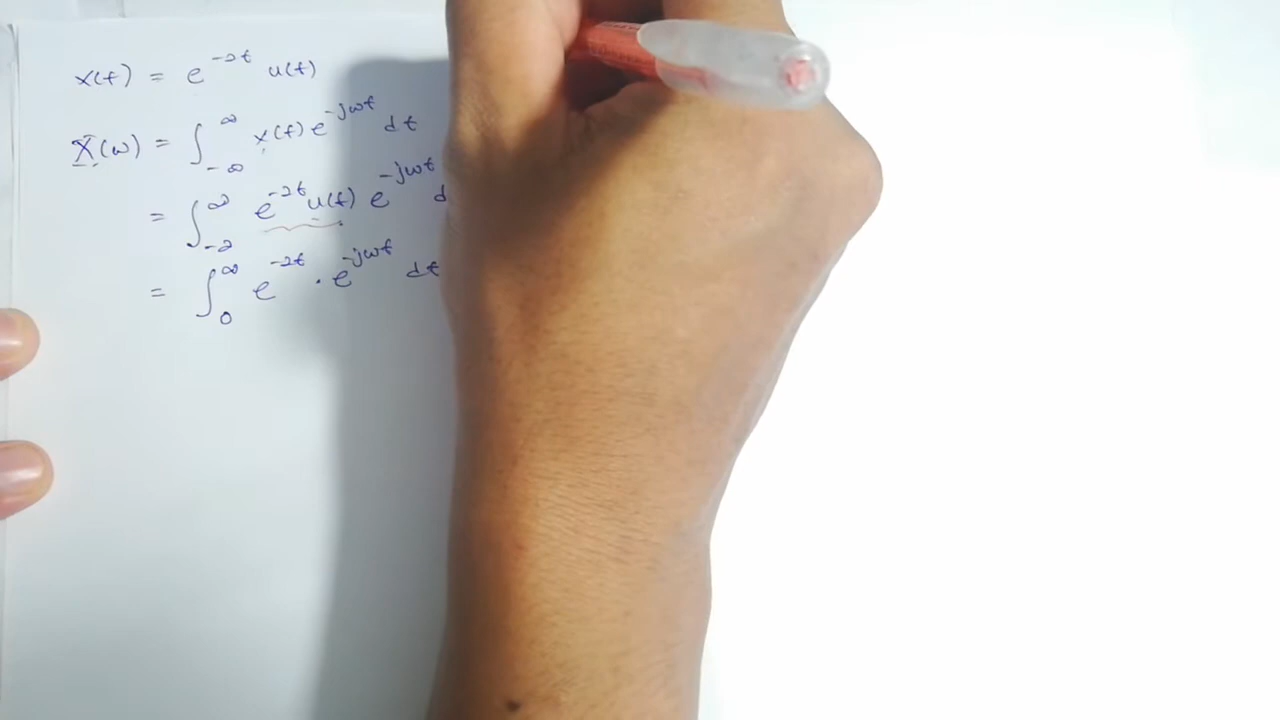 x(t) = e^{-2t} u(t)
X(ω) = ∫_{-∞}^{∞} x(t) e^{-jωt} dt
= ∫_{-∞}^{∞} e^{-2t} u(t) e^{-jωt} d
= ∫_{0}^{∞} e^{-2t} · e^{-jωt} dt